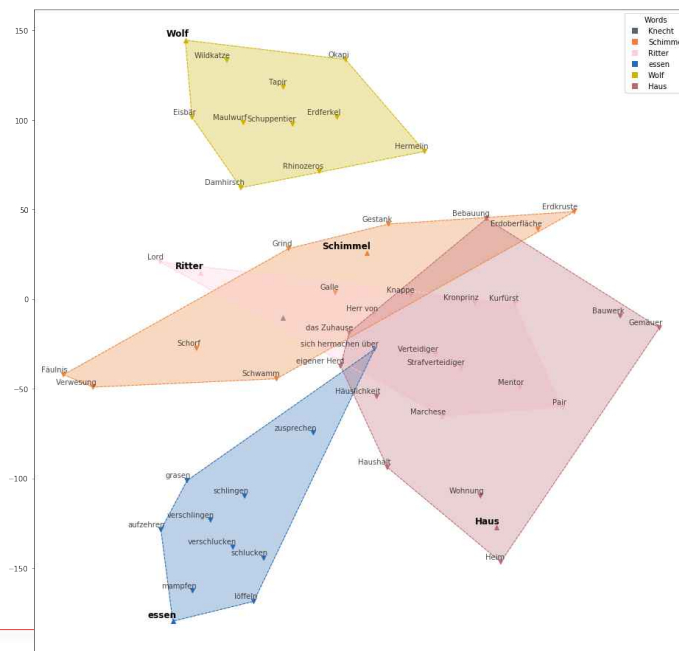 Words
Knecht
Schimmel
Ritter
essen
Wolf
Haus
150
100
50
0
−50
−100
−150
Wolf
Wildkatze
Okapi
Tapir
Eisbär
Maulwurf
Schuppentier
Erdferkel
Hermelin
Rhinozeros
Damhirsch
Erdkruste
Bebauung
Gestank
Erdoberfläche
Grind
Schimmel
Lord
Ritter
Galle
Knappe
Kronprinz
Kurfürst
Herr von
Bauwerk
Gemäuer
das Zuhause
Schorf
sich hermachen über
Verteidiger
eigener Herd
Strafverteidiger
Fäulnis
Verwesung
Schwamm
Mentor
Häuslichkeit
Pair
Marchese
zusprechen
Haushalt
grasen
schlingen
Wohnung
verschlingen
aufzehren
Haus
verschlucken
schlucken
Heim
mampfen
löffeln
essen